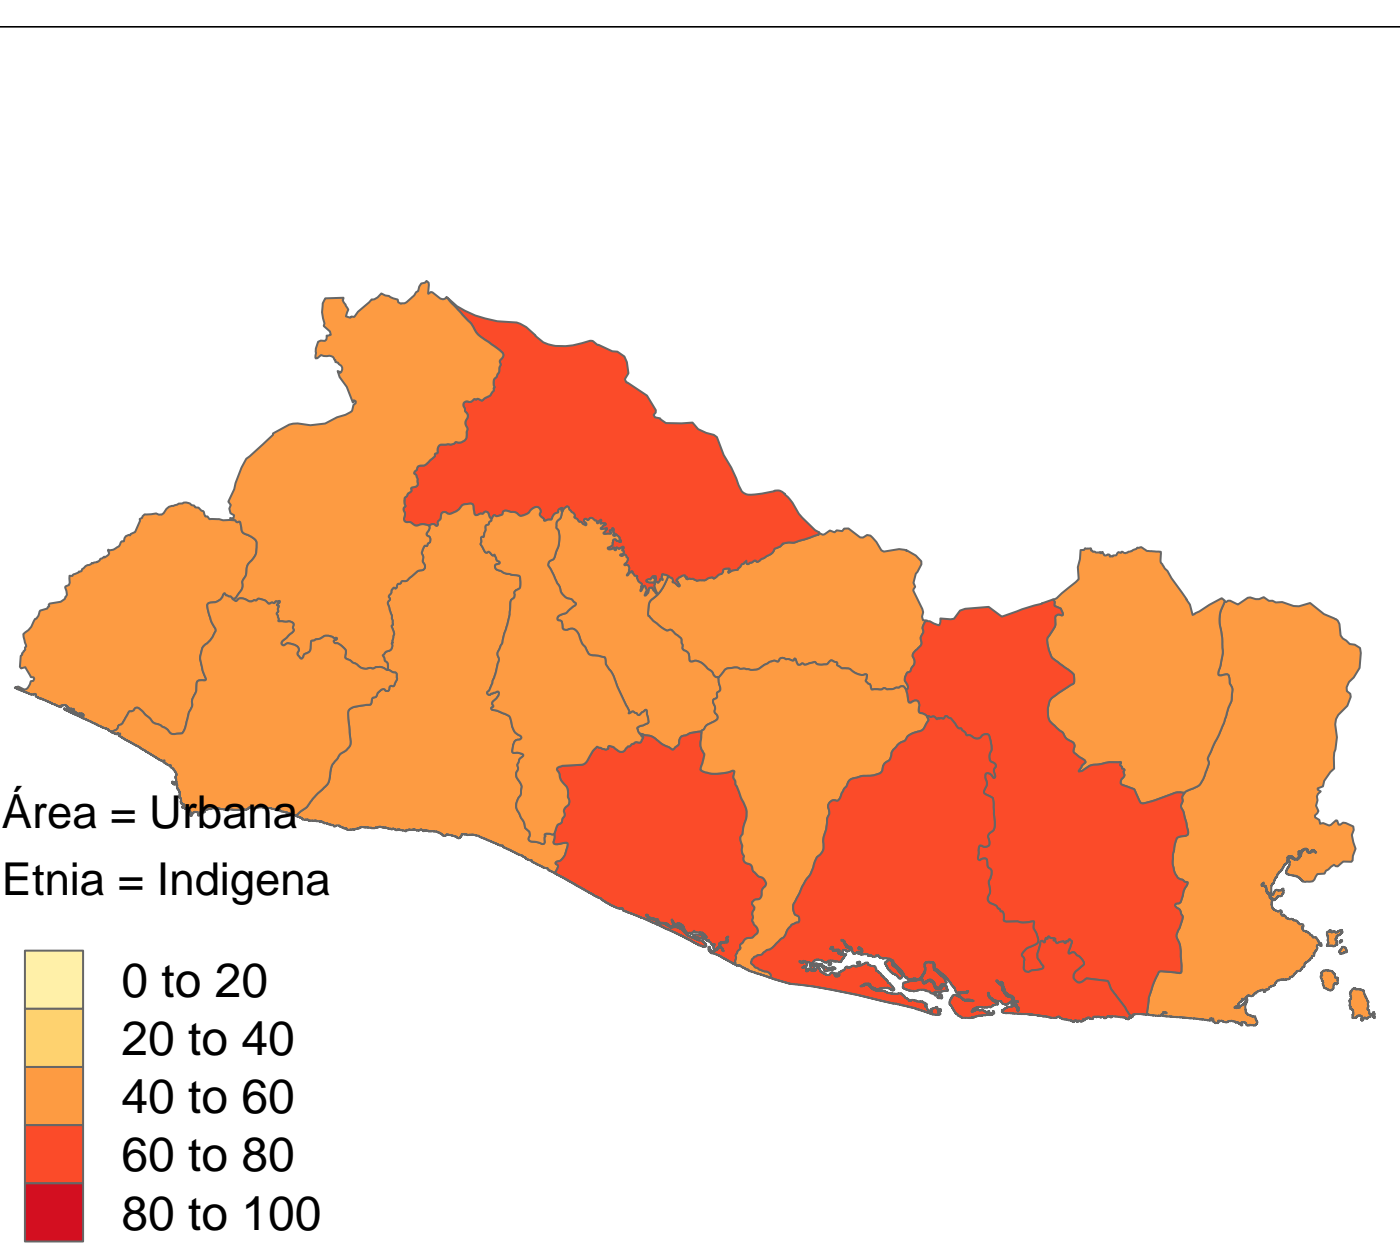 Área = Urbana
Etnia = Indigena
0 to 20
20 to 40
40 to 60
60 to 80
80 to 100